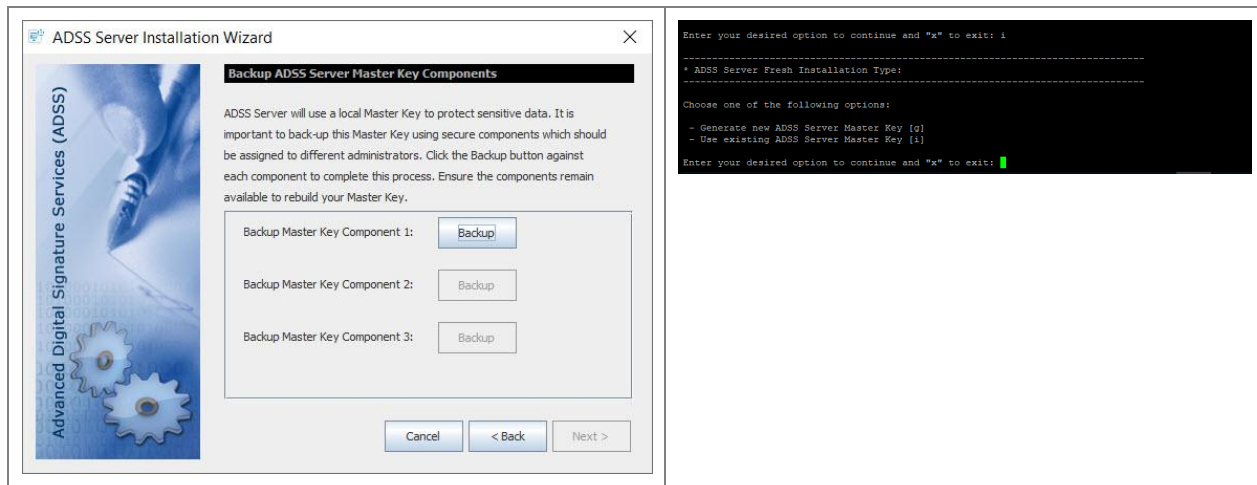 ADSS Server Installation Wizard
Advanced Digital Signature Services (ADSS)
Backup ADSS Server Master Key Components
ADSS Server will use a local Master Key to protect sensitive data. It is
important to back-up this Master Key using secure components which should
be assigned to different administrators. Click the Backup button against
each component to complete this process. Ensure the components remain
available to rebuild your Master Key.
Backup Master Key Component 1: Backup
Backup Master Key Component 2: Backup
Backup Master Key Component 3: Backup
Cancel < Back Next >
Enter your desired option to continue and "x" to exit: i
--------------------------------------------------------------------------------
* ADSS Server Fresh Installation Type:
--------------------------------------------------------------------------------
Choose one of the following options:
- Generate new ADSS Server Master Key [g]
- Use existing ADSS Server Master Key [i]
Enter your desired option to continue and "x" to exit: